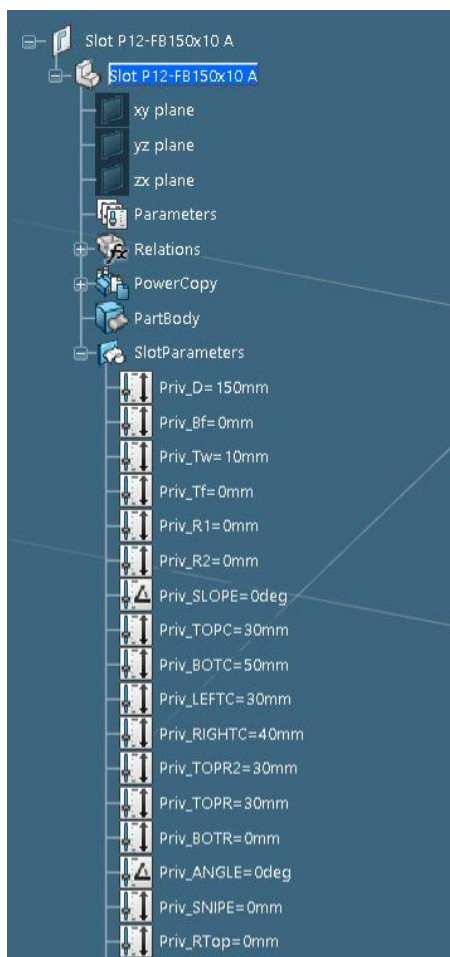 Slot P12-FB150x10 A
Slot P12-FB150x10 A
xy plane
yz plane
zx plane
Parameters
Relations
PowerCopy
PartBody
SlotParameters
Priv_D=150mm
Priv_Bf=0mm
Priv_Tw=10mm
Priv_Tf=0mm
Priv_R1=0mm
Priv_R2=0mm
Priv_SLOPE=0deg
Priv_TOPC=30mm
Priv_BOTC=50mm
Priv_LEFTC=30mm
Priv_RIGHTC=40mm
Priv_TOPR2=30mm
Priv_TOPR=30mm
Priv_BOTR=0mm
Priv_ANGLE=0deg
Priv_SNIPE=0mm
Priv_RTop=0mm